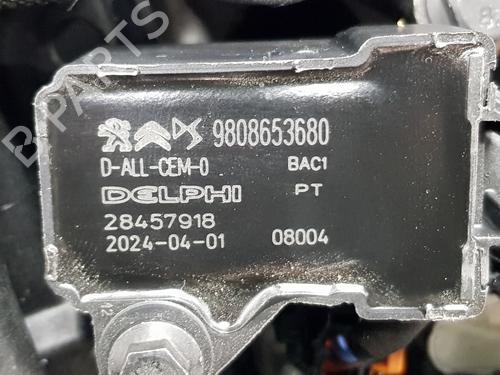 B-PARTS
9808653680
D-ALL-CEM-0 BAC1
DELPHI PT
28457918
2024-04-01 08004